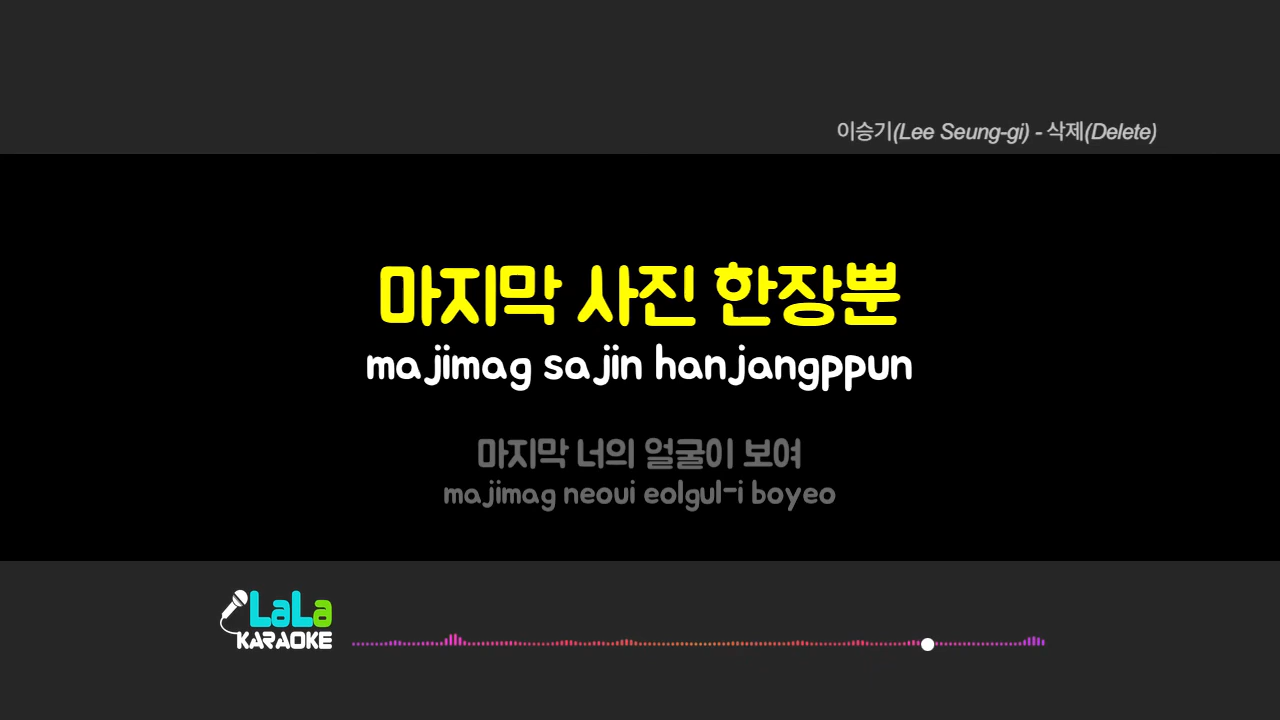 이승기(Lee Seung-gi) - 삭제(Delete)
마지막 사진 한장뿐
majimag sajin hanjangppun
마지막 너의 얼굴이 보여
majimag neoui eolgul-i boyeo
LaLa
KARAOKE